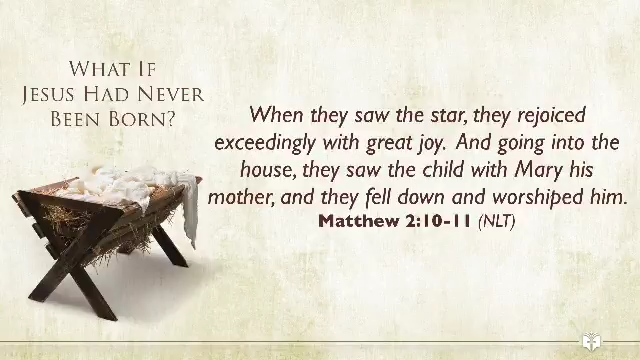 What If
Jesus Had Never
Been Born?
When they saw the star, they rejoiced
exceedingly with great joy. And going into the
house, they saw the child with Mary his
mother, and they fell down and worshiped him.
Matthew 2:10-11 (NLT)